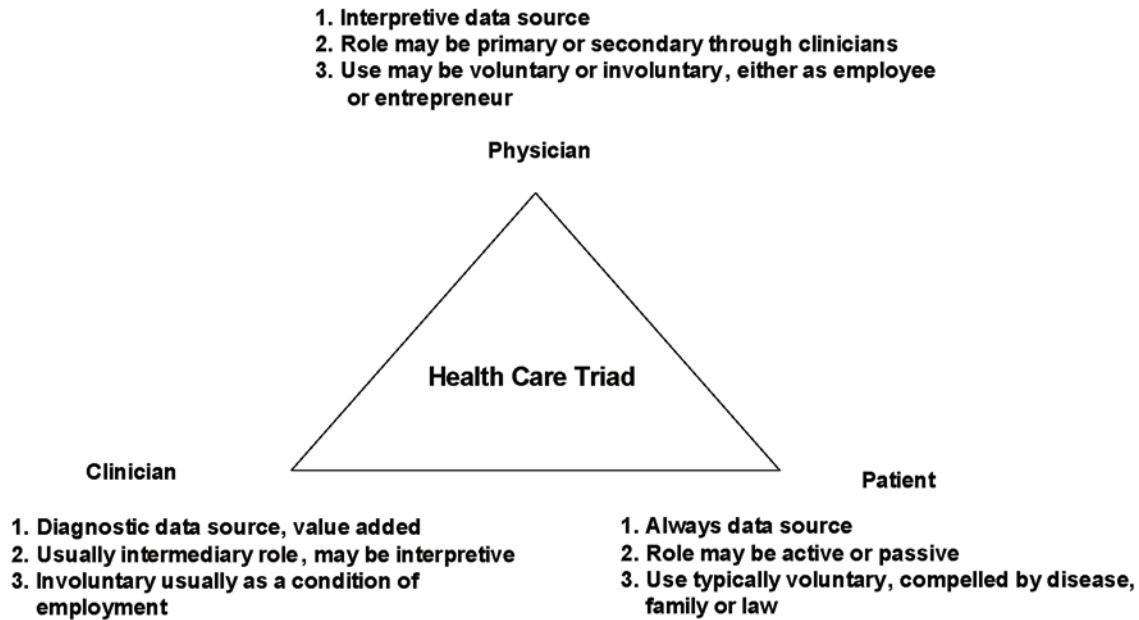 1. Interpretive data source
2. Role may be primary or secondary through clinicians
3. Use may be voluntary or involuntary, either as employee
or entrepreneur
Physician
Health Care Triad
Clinician
1. Diagnostic data source, value added
2. Usually intermediary role, may be interpretive
3. Involuntary usually as a condition of
employment
Patient
1. Always data source
2. Role may be active or passive
3. Use typically voluntary, compelled by disease,
family or law